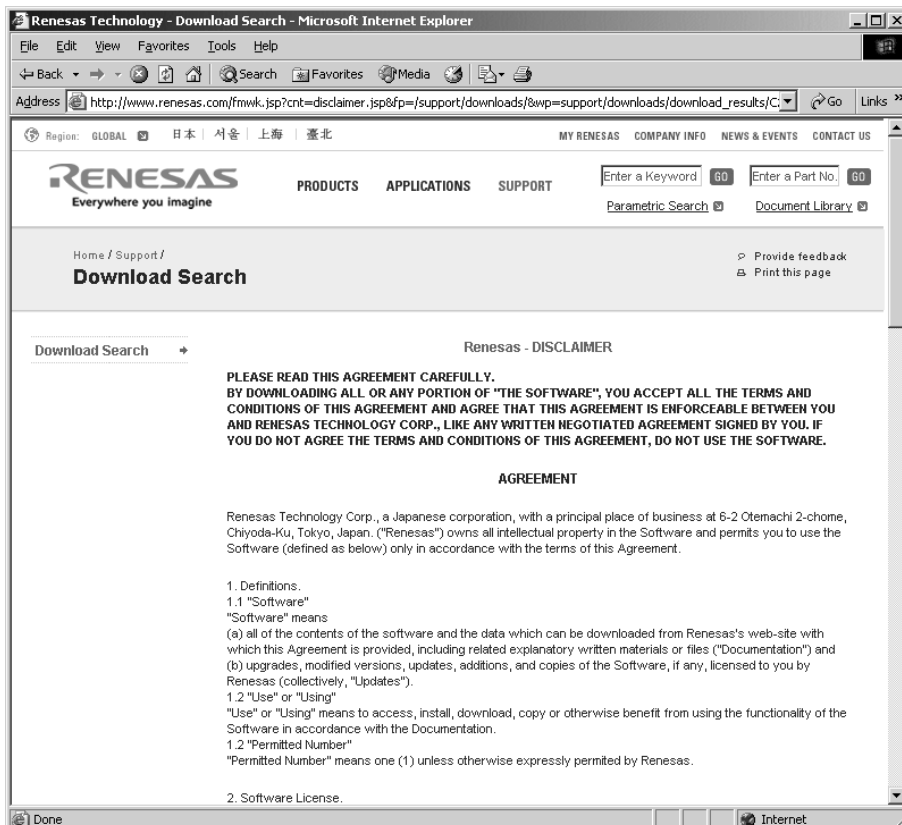 Renesas Technology - Download Search - Microsoft Internet Explorer
File Edit View Favorites Tools Help
Back Search Favorites Media
Address http://www.renesas.com/fmwk.jsp?cnt=disclaimer.jsp&fp=/support/downloads/&wp=support/downloads/download_results/C: Go Links »
Region: GLOBAL 日本 | 서울 | 上海 | 臺北 MY RENESAS COMPANY INFO NEWS & EVENTS CONTACT US
RENESAS PRODUCTS APPLICATIONS SUPPORT Enter a Keyword GO Enter a Part No. GO
Everywhere you imagine Parametric Search Document Library
Home / Support / Provide feedback
Download Search Print this page
Download Search Renesas - DISCLAIMER
PLEASE READ THIS AGREEMENT CAREFULLY.
BY DOWNLOADING ALL OR ANY PORTION OF "THE SOFTWARE", YOU ACCEPT ALL THE TERMS AND
CONDITIONS OF THIS AGREEMENT AND AGREE THAT THIS AGREEMENT IS ENFORCEABLE BETWEEN YOU
AND RENESAS TECHNOLOGY CORP., LIKE ANY WRITTEN NEGOTIATED AGREEMENT SIGNED BY YOU. IF
YOU DO NOT AGREE THE TERMS AND CONDITIONS OF THIS AGREEMENT, DO NOT USE THE SOFTWARE.
AGREEMENT
Renesas Technology Corp., a Japanese corporation, with a principal place of business at 6-2 Otemachi 2-chome,
Chiyoda-Ku, Tokyo, Japan. ("Renesas") owns all intellectual property in the Software and permits you to use the
Software (defined as below) only in accordance with the terms of this Agreement.
1. Definitions.
1.1 "Software"
"Software" means
(a) all of the contents of the software and the data which can be downloaded from Renesas's web-site with
which this Agreement is provided, including related explanatory written materials or files ("Documentation") and
(b) upgrades, modified versions, updates, additions, and copies of the Software, if any, licensed to you by
Renesas (collectively, "Updates").
1.2 "Use" or "Using"
"Use" or "Using" means to access, install, download, copy or otherwise benefit from using the functionality of the
Software in accordance with the Documentation.
1.2 "Permitted Number"
"Permitted Number" means one (1) unless otherwise expressly permited by Renesas.
2. Software License.
Done Internet